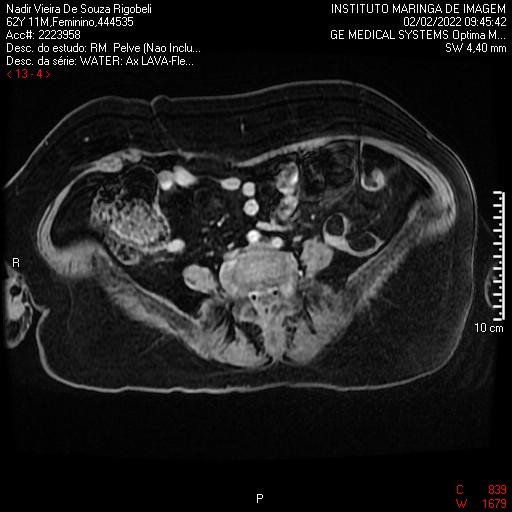 Nadir Vieira De Souza Rigobeli
62Y 11M,Feminino,444535
Acc#: 2223958
Desc. do estudo: RM Pelve (Nao Inclu...
Desc. da série: WATER: Ax LAVA-Fle...
< 13 - 4 >
INSTITUTO MARINGA DE IMAGEM
02/02/2022 09:45:42
GE MEDICAL SYSTEMS Optima M...
SW 4,40 mm
R
10 cm
P
C 839
W 1679